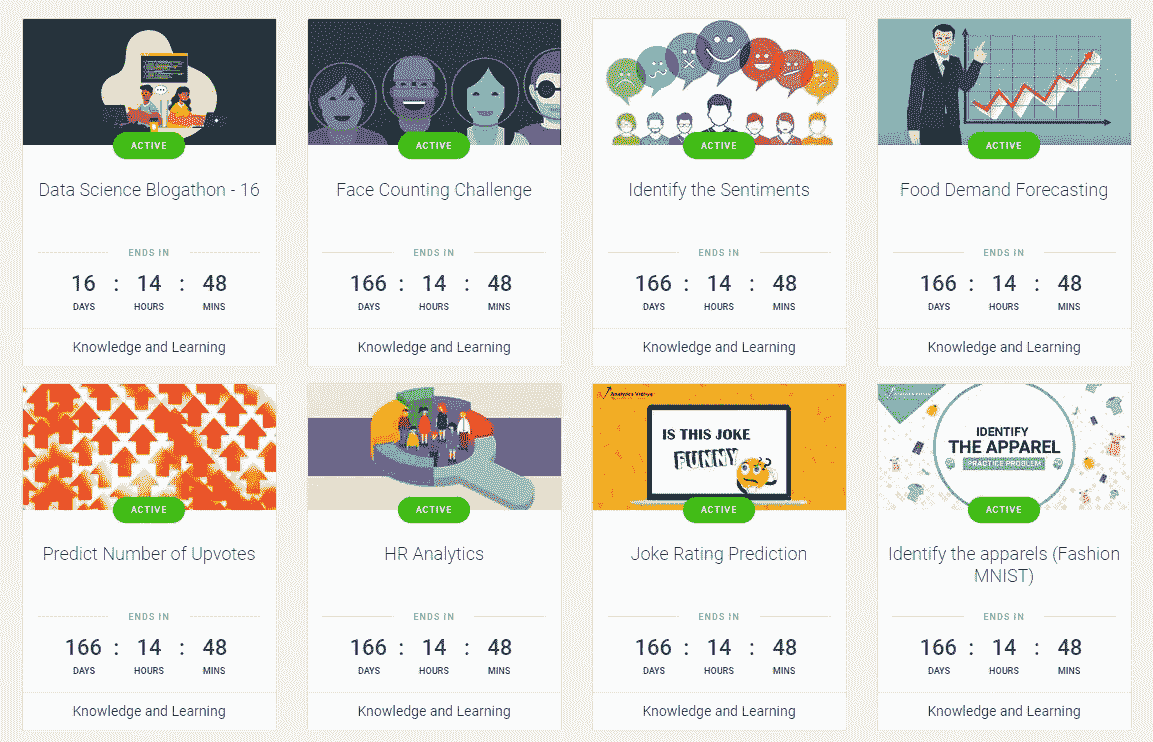 ACTIVE
Data Science Blogathon - 16
ENDS IN
16 : 14 : 48
DAYS HOURS MINS
Knowledge and Learning
ACTIVE
Face Counting Challenge
ENDS IN
166 : 14 : 48
DAYS HOURS MINS
Knowledge and Learning
ACTIVE
Identify the Sentiments
ENDS IN
166 : 14 : 48
DAYS HOURS MINS
Knowledge and Learning
ACTIVE
Food Demand Forecasting
ENDS IN
166 : 14 : 48
DAYS HOURS MINS
Knowledge and Learning
ACTIVE
Predict Number of Upvotes
ENDS IN
166 : 14 : 48
DAYS HOURS MINS
Knowledge and Learning
ACTIVE
HR Analytics
ENDS IN
166 : 14 : 48
DAYS HOURS MINS
Knowledge and Learning
Analytics Vidhya
IS THIS JOKE
FUNNY
ACTIVE
Joke Rating Prediction
ENDS IN
166 : 14 : 48
DAYS HOURS MINS
Knowledge and Learning
IDENTIFY
THE APPAREL
PRACTICE PROBLEM
ACTIVE
Identify the apparels (Fashion
MNIST)
ENDS IN
166 : 14 : 48
DAYS HOURS MINS
Knowledge and Learning